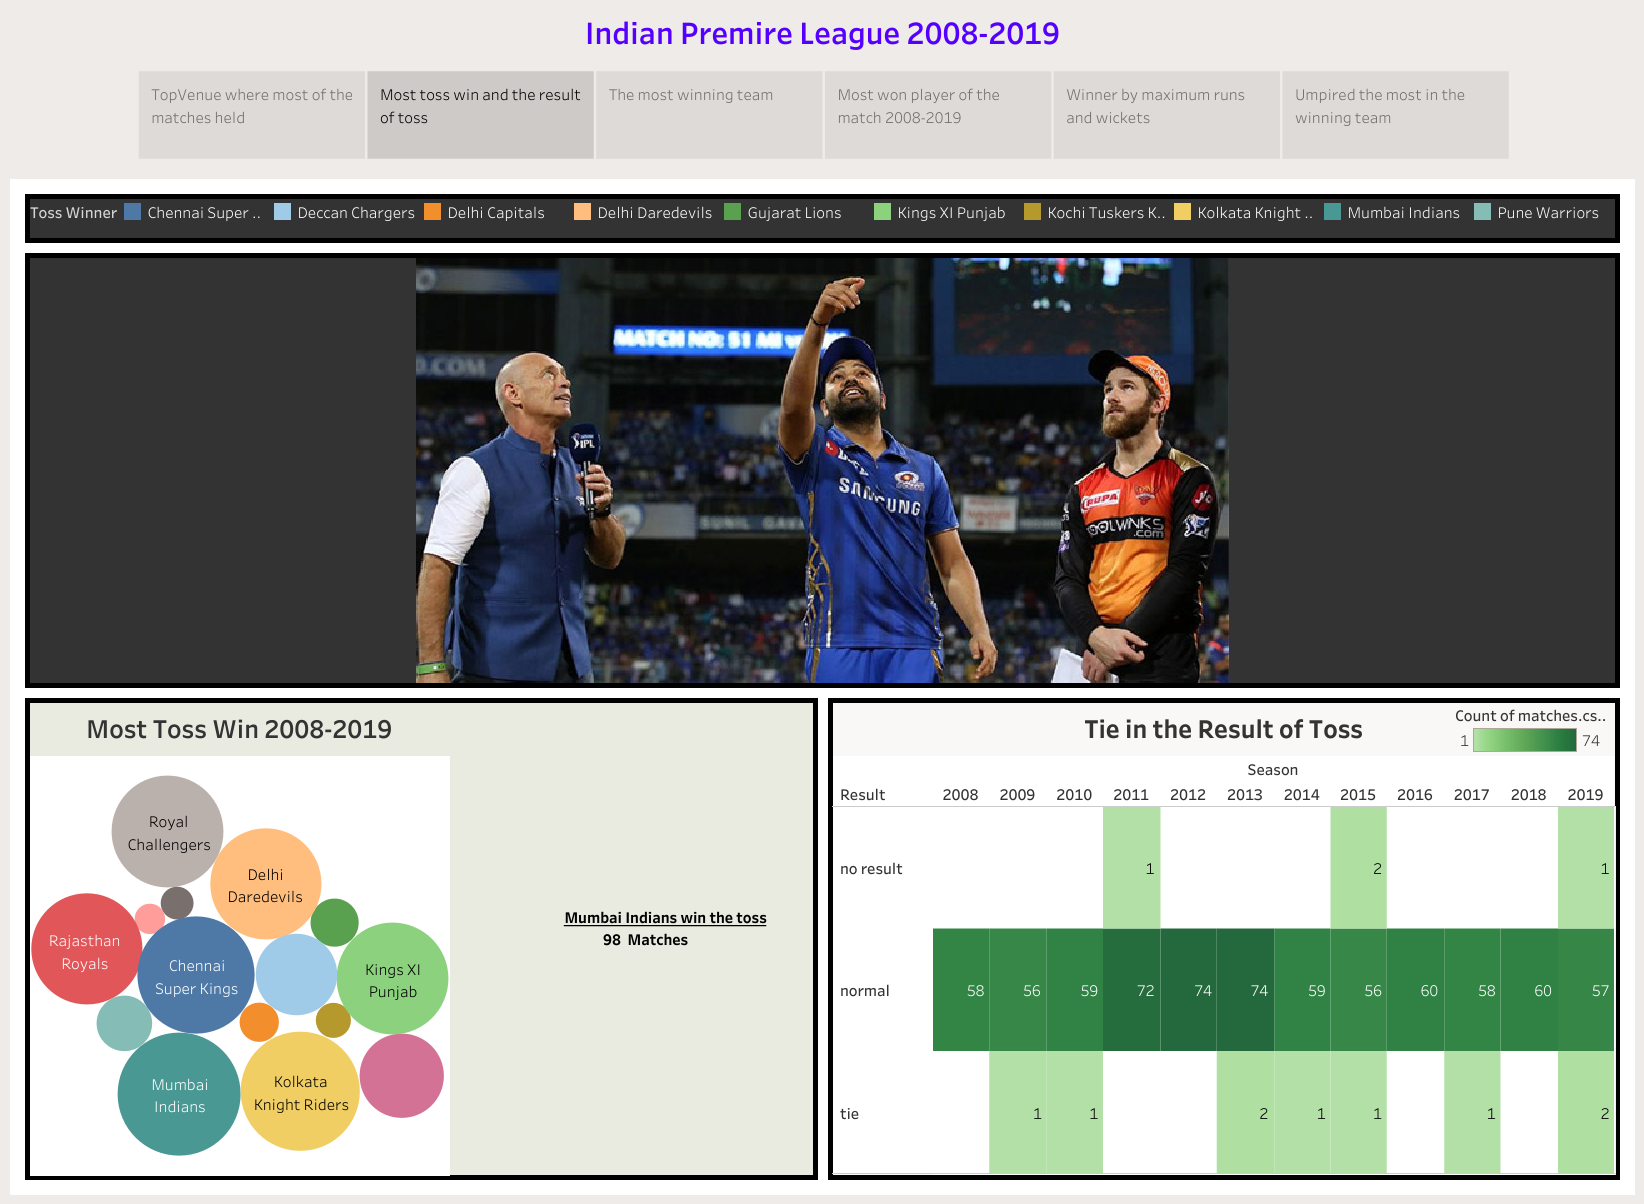 Indian Premire League 2008-2019
TopVenue where most of the
matches held
Most toss win and the result
of toss
The most winning team
Most won player of the
match 2008-2019
Winner by maximum runs
and wickets
Umpired the most in the
winning team
Toss Winner Chennai Super .. Deccan Chargers Delhi Capitals Delhi Daredevils Gujarat Lions Kings XI Punjab Kochi Tuskers K.. Kolkata Knight .. Mumbai Indians Pune Warriors
MATCH NO: 51 MI
D.COM
IPL
SAMSUNG
RUPA
COLWINKS
.com
SUNIL GAV
Most Toss Win 2008-2019
Royal
Challengers
Delhi
Daredevils
Rajasthan
Royals
Chennai
Super Kings
Kings XI
Punjab
Mumbai
Indians
Kolkata
Knight Riders
Mumbai Indians win the toss
98 Matches
Tie in the Result of Toss
Count of matches.cs..
1 74
Season
Result 2008 2009 2010 2011 2012 2013 2014 2015 2016 2017 2018 2019
no result 1 2 1
normal 58 56 59 72 74 74 59 56 60 58 60 57
tie 1 1 2 1 1 1 2